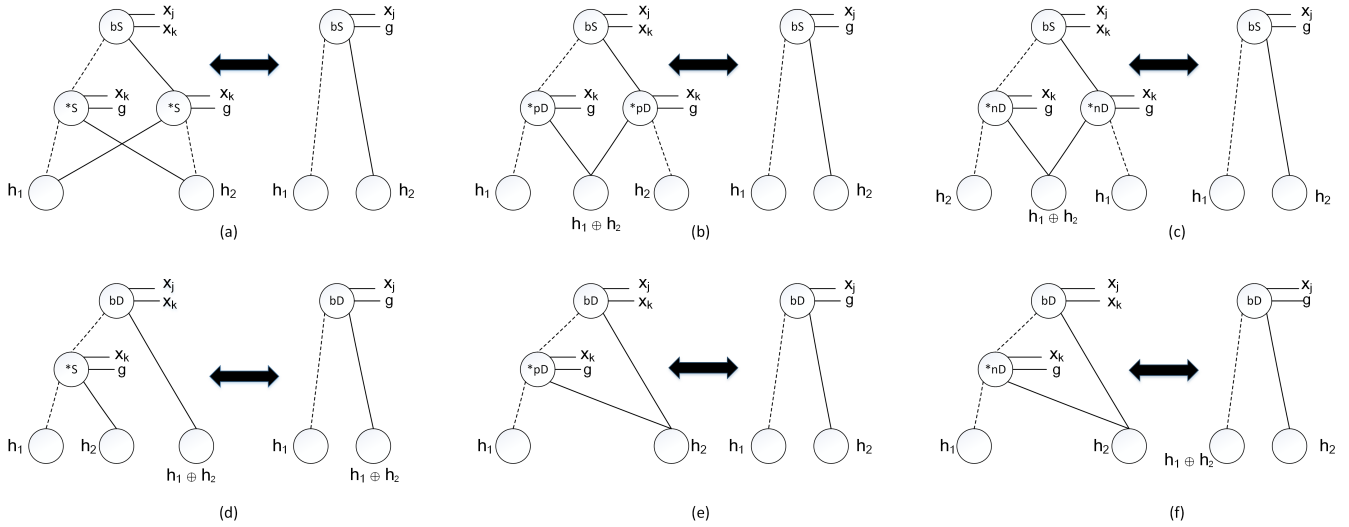 bS xj xk
bS xj g
*S xk g
*S xk g
h1 h2
h1 h2
(a)
bS xj xk
bS xj g
*pD xk g
*pD xk g
h1 h2
h1 ⊕ h2
h1 h2
(b)
bS xj xk
bS xj g
*nD xk g
*nD xk g
h2 h1
h1 ⊕ h2
h1 h2
(c)
bD xj xk
bD xj g
*S xk g
h1 h2
h1 ⊕ h2
h1
h1 ⊕ h2
(d)
bD xj xk
bD xj g
*pD xk g
h1 h2
h1 h2
(e)
bD xj xk
bD xj g
*nD xk g
h1 h2
h1 ⊕ h2 h2
(f)